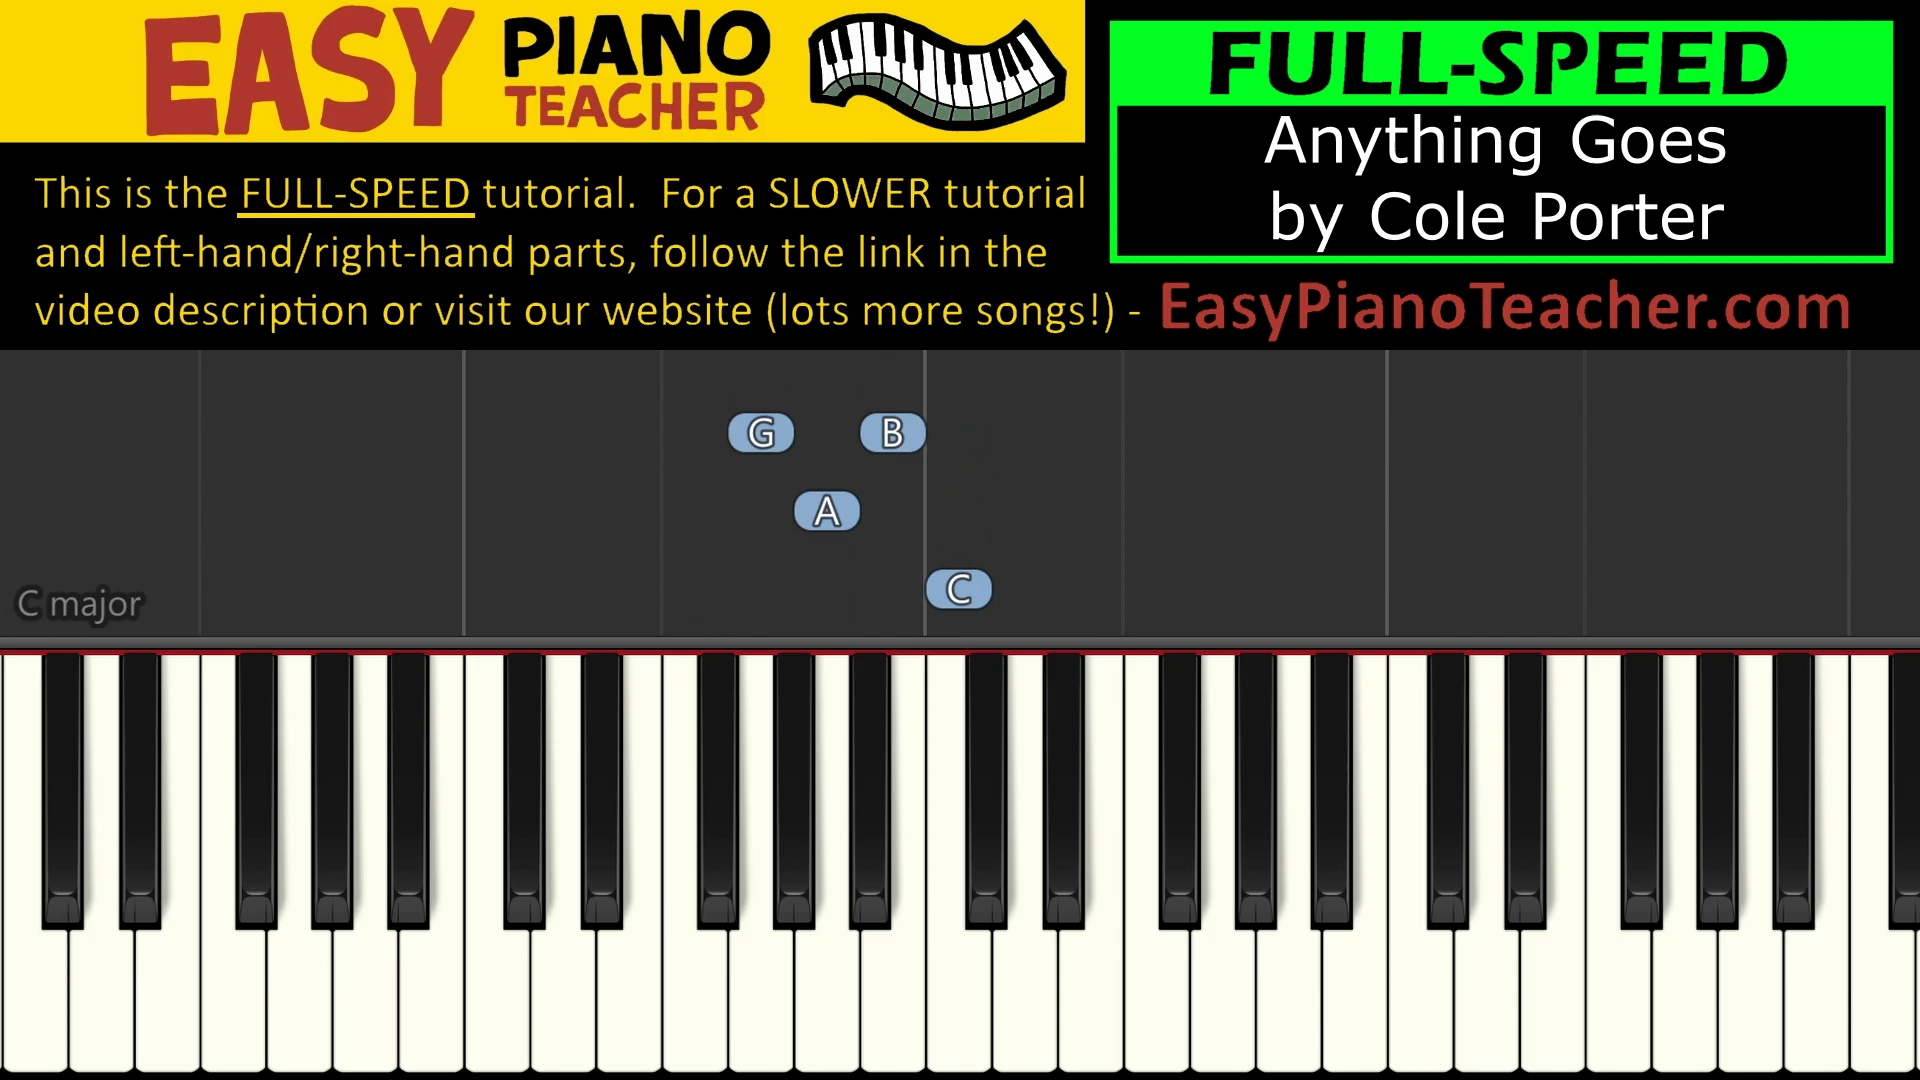 EASY PIANO TEACHER
FULL-SPEED
Anything Goes
by Cole Porter
This is the FULL-SPEED tutorial. For a SLOWER tutorial
and left-hand/right-hand parts, follow the link in the
video description or visit our website (lots more songs!) - EasyPianoTeacher.com
G B
A
C
C major